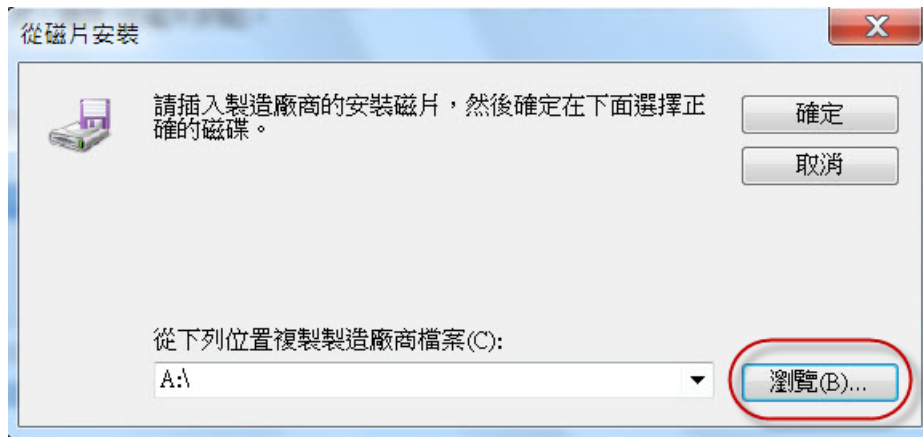 從磁片安裝
請插入製造廠商的安裝磁片，然後確定在下面選擇正
確的磁碟。
確定
取消
從下列位置複製製造廠商檔案(C):
A:\
瀏覽(B)...